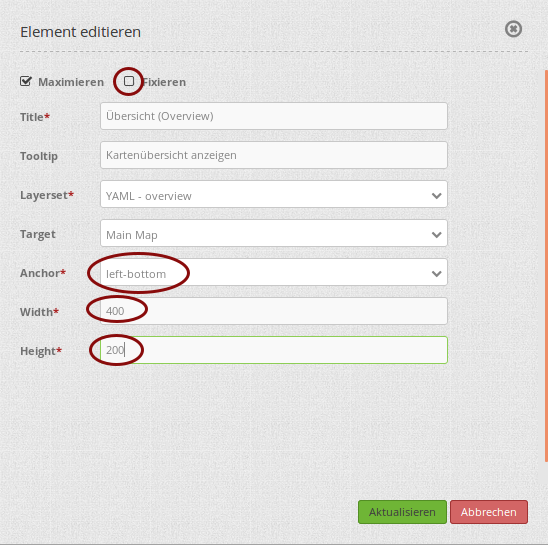 Element editieren
Maximieren Fixieren
Title* Übersicht (Overview)
Tooltip Kartenübersicht anzeigen
Layerset* YAML - overview
Target Main Map
Anchor* left-bottom
Width* 400
Height* 200
Aktualisieren Abbrechen